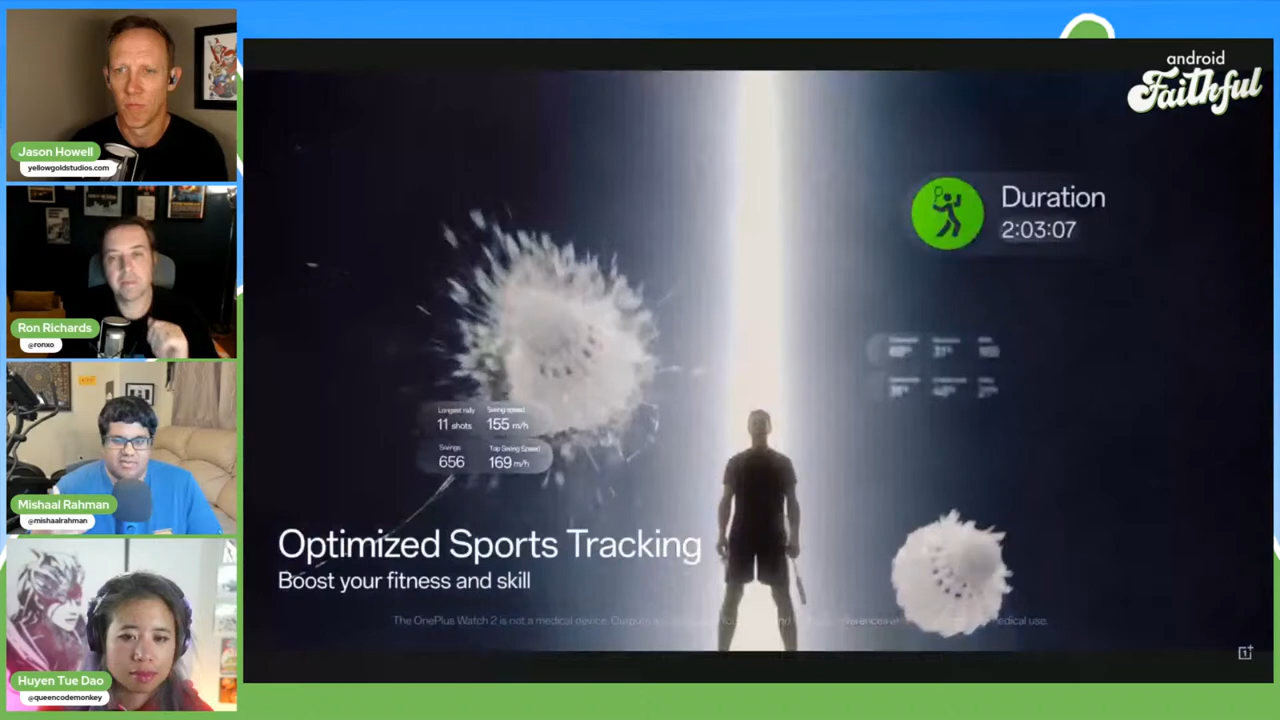 Jason Howell
yellowgoldstudios.com
Ron Richards
@ronxo
Mishaal Rahman
@mishaalrahman
Huyen Tue Dao
@queencodemonkey
android
Faithful
Duration
2:03:07
Longest rally Swing speed
11 shots 155 m/h
Swings Top Swing Speed
656 169 m/h
Optimized Sports Tracking
Boost your fitness and skill
The OnePlus Watch 2 is not a medical device.